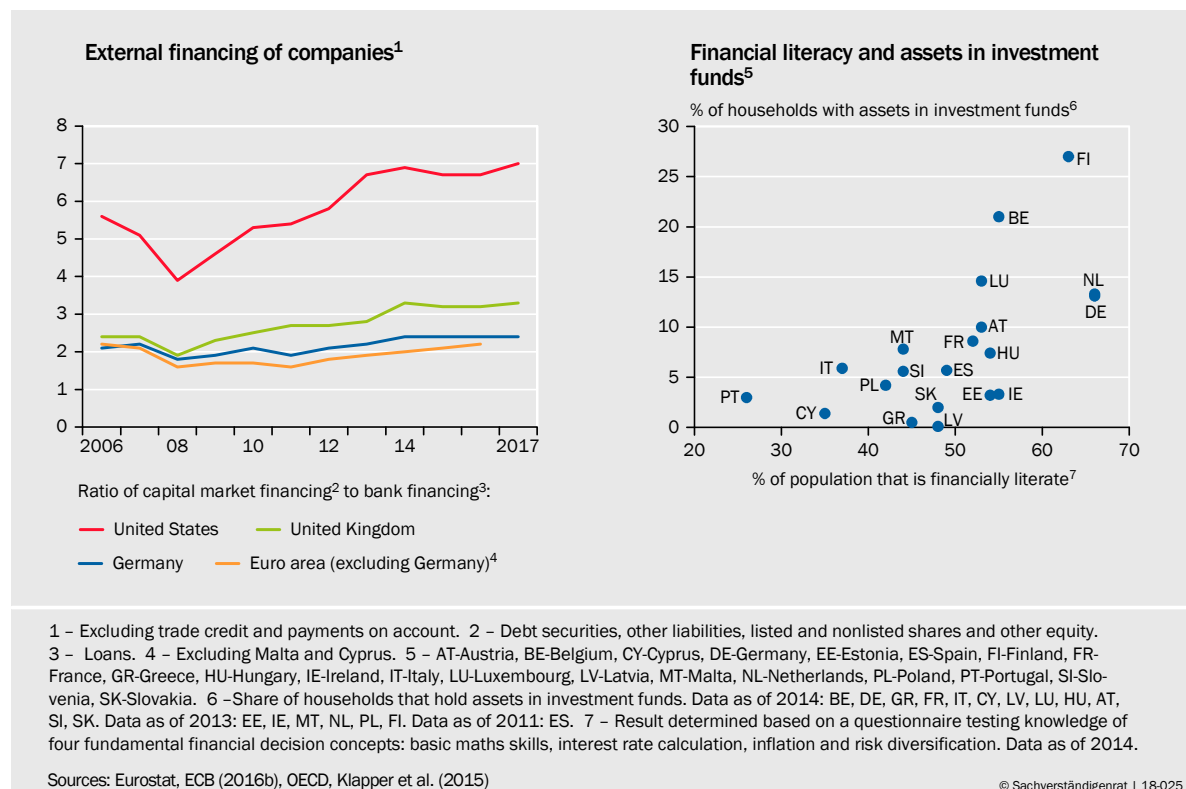 External financing of companies1
8
7
6
5
4
3
2
1
0
2006 08 10 12 14 2017
Ratio of capital market financing2 to bank financing3:
United States United Kingdom
Germany Euro area (excluding Germany)4
Financial literacy and assets in investment
funds5
% of households with assets in investment funds6
30
25
20
15
10
5
0
FI
BE
LU
NL
DE
AT
MT
FR
HU
IT
SI
ES
PL
PT
SK
EE
IE
CY
GR
LV
20 30 40 50 60 70
% of population that is financially literate7
1 – Excluding trade credit and payments on account. 2 – Debt securities, other liabilities, listed and nonlisted shares and other equity.
3 – Loans. 4 – Excluding Malta and Cyprus. 5 – AT-Austria, BE-Belgium, CY-Cyprus, DE-Germany, EE-Estonia, ES-Spain, FI-Finland, FR-
France, GR-Greece, HU-Hungary, IE-Ireland, IT-Italy, LU-Luxembourg, LV-Latvia, MT-Malta, NL-Netherlands, PL-Poland, PT-Portugal, SI-Slo-
venia, SK-Slovakia. 6 –Share of households that hold assets in investment funds. Data as of 2014: BE, DE, GR, FR, IT, CY, LV, LU, HU, AT,
SI, SK. Data as of 2013: EE, IE, MT, NL, PL, FI. Data as of 2011: ES. 7 – Result determined based on a questionnaire testing knowledge of
four fundamental financial decision concepts: basic maths skills, interest rate calculation, inflation and risk diversification. Data as of 2014.
Sources: Eurostat, ECB (2016b), OECD, Klapper et al. (2015)
© Sachverständigenrat | 18-025